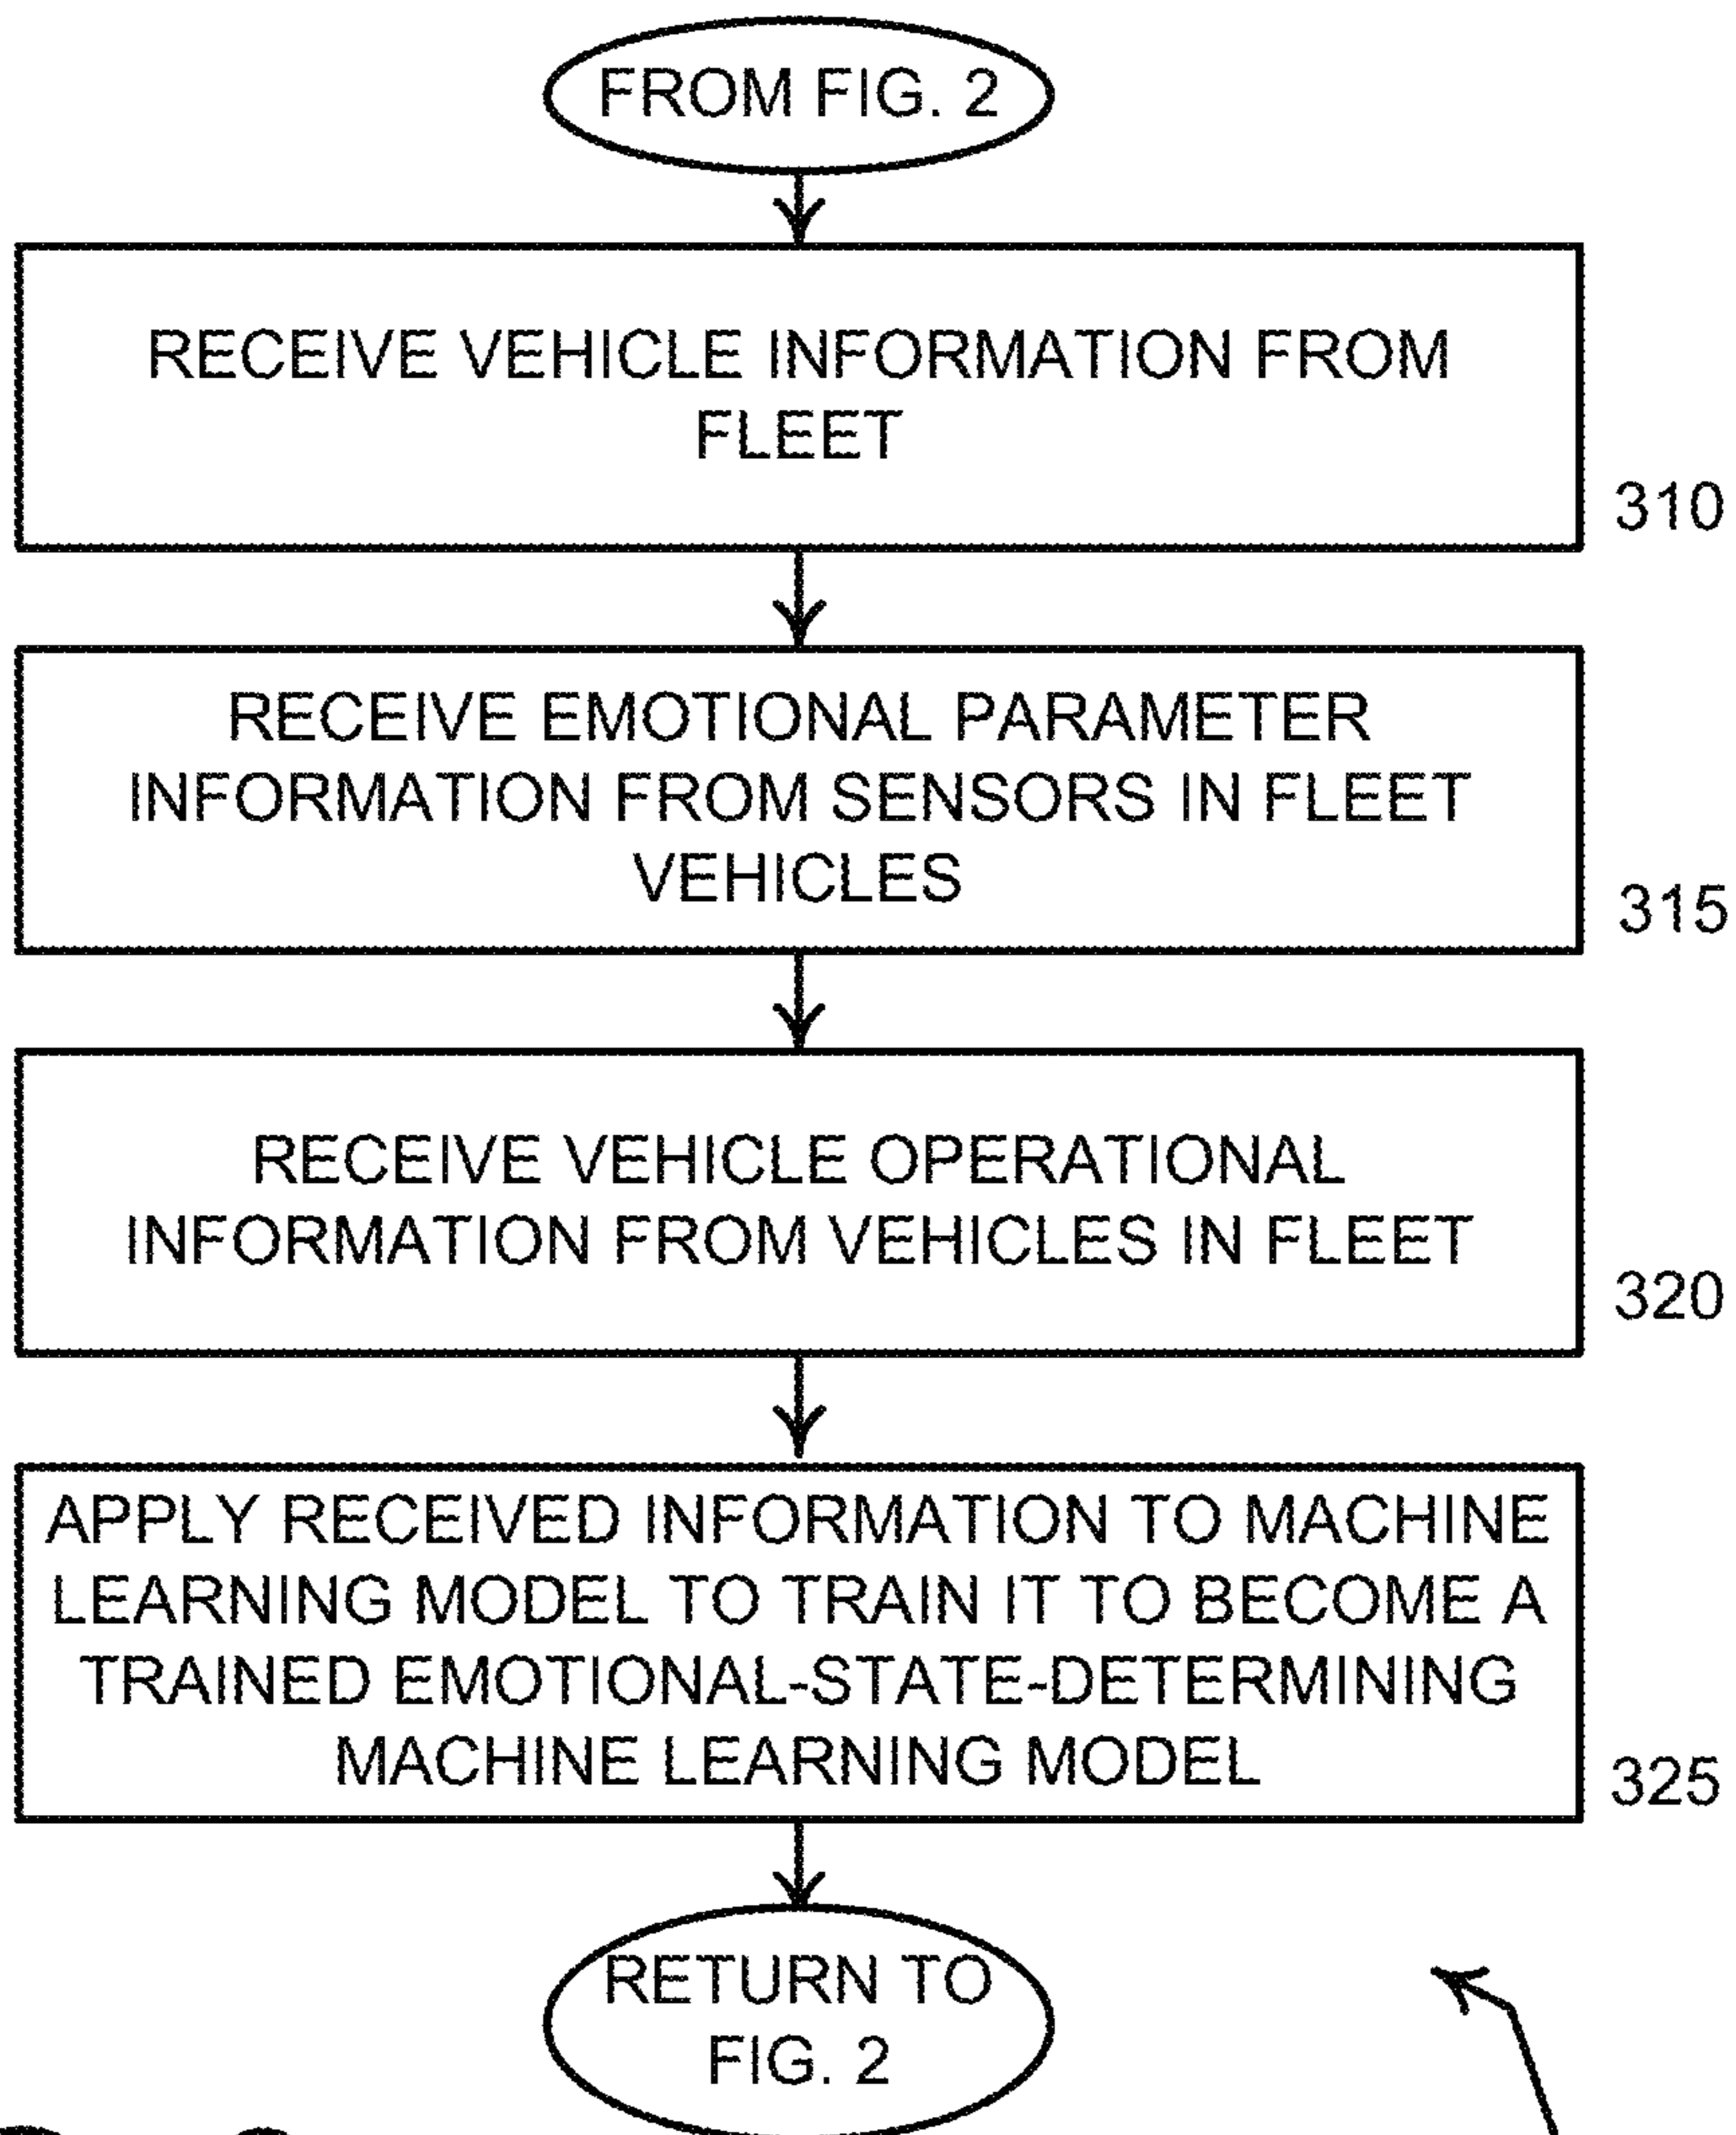 FROM FIG. 2
RECEIVE VEHICLE INFORMATION FROM
FLEET
310
RECEIVE EMOTIONAL PARAMETER
INFORMATION FROM SENSORS IN FLEET
VEHICLES
315
RECEIVE VEHICLE OPERATIONAL
INFORMATION FROM VEHICLES IN FLEET
320
APPLY RECEIVED INFORMATION TO MACHINE
LEARNING MODEL TO TRAIN IT TO BECOME A
TRAINED EMOTIONAL-STATE-DETERMINING
MACHINE LEARNING MODEL
325
RETURN TO
FIG. 2